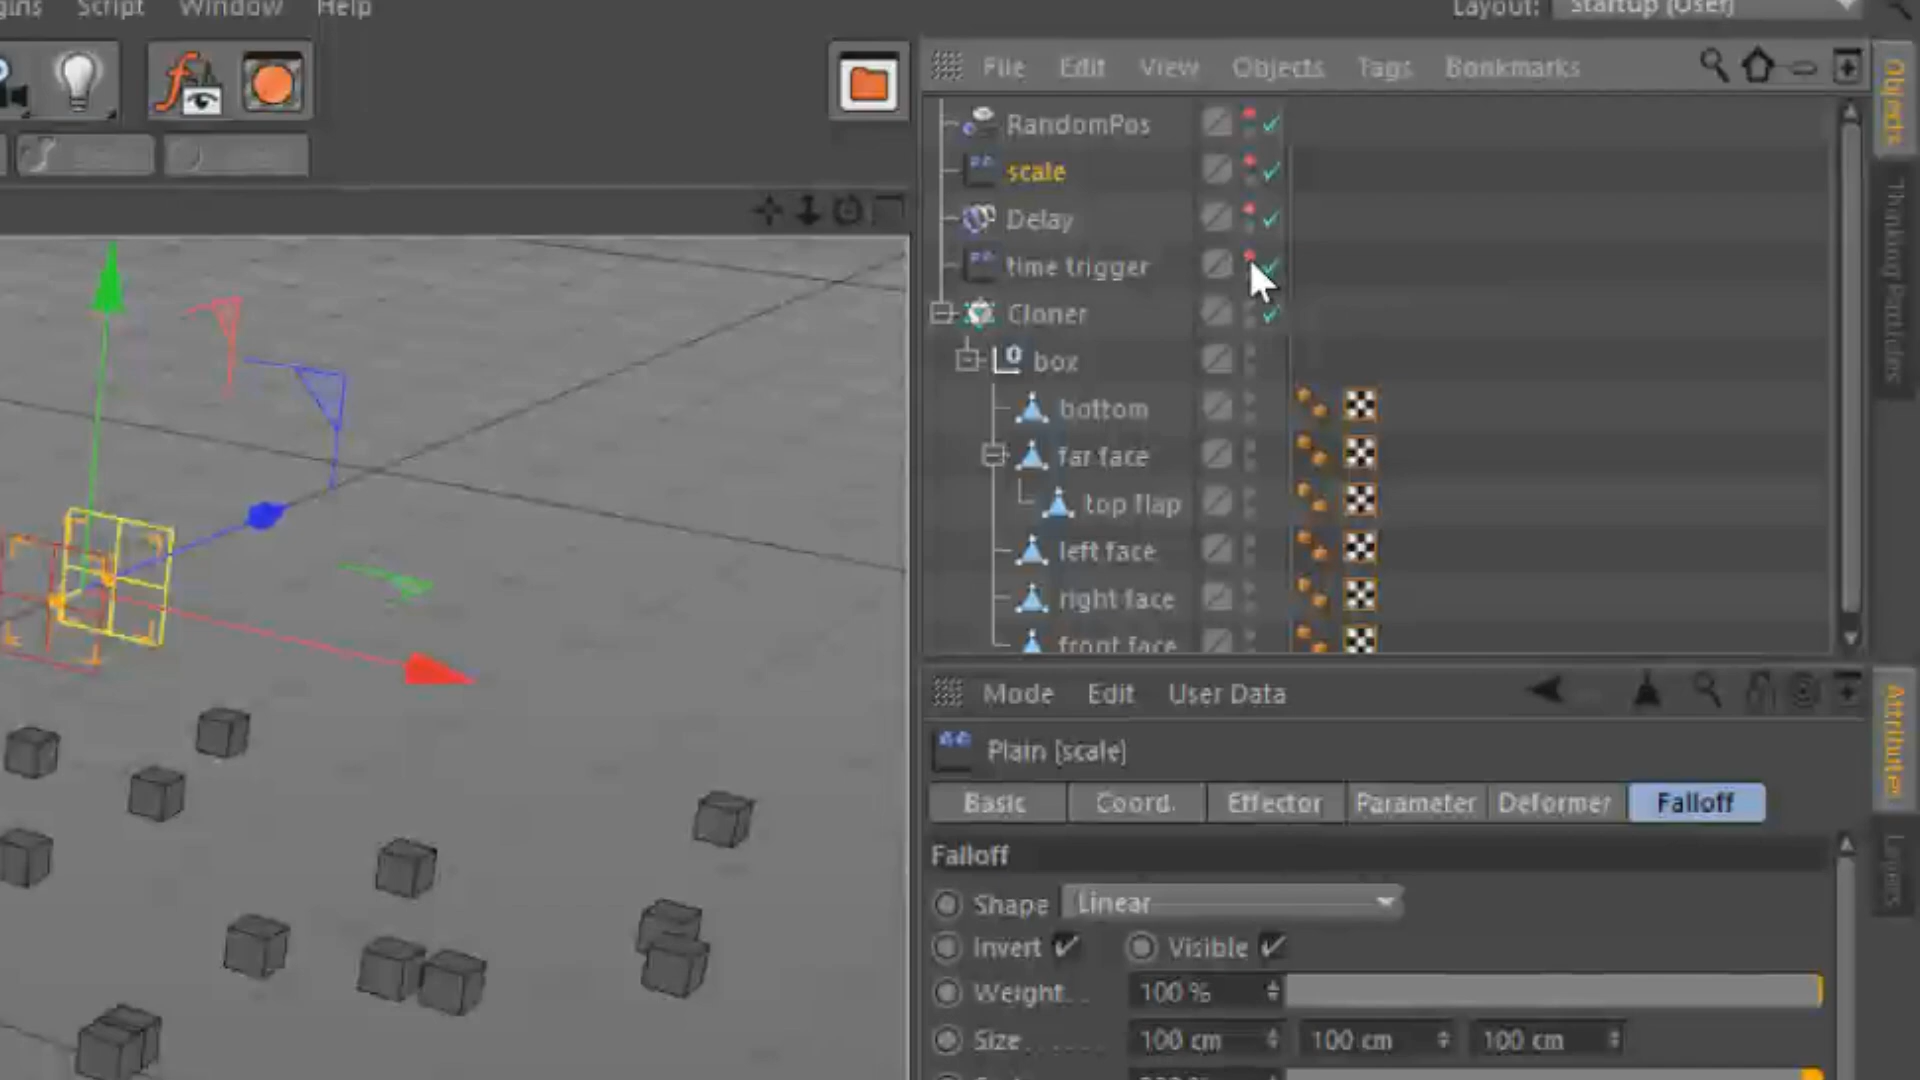 gins Script Window Help
Layout: Startup (User)
File Edit View Objects Tags Bookmarks
Objects
RandomPos
scale
Delay
time trigger
Cloner
0 box
bottom
far face
top flap
left face
right face
front face
Mode Edit User Data
Attributes
Plain [scale]
Basic Coord. Effector Parameter Deformer Falloff
Layers
Falloff
Shape Linear
Invert Visible
Weight. . 100 %
Size . . . . . . 100 cm 100 cm 100 cm